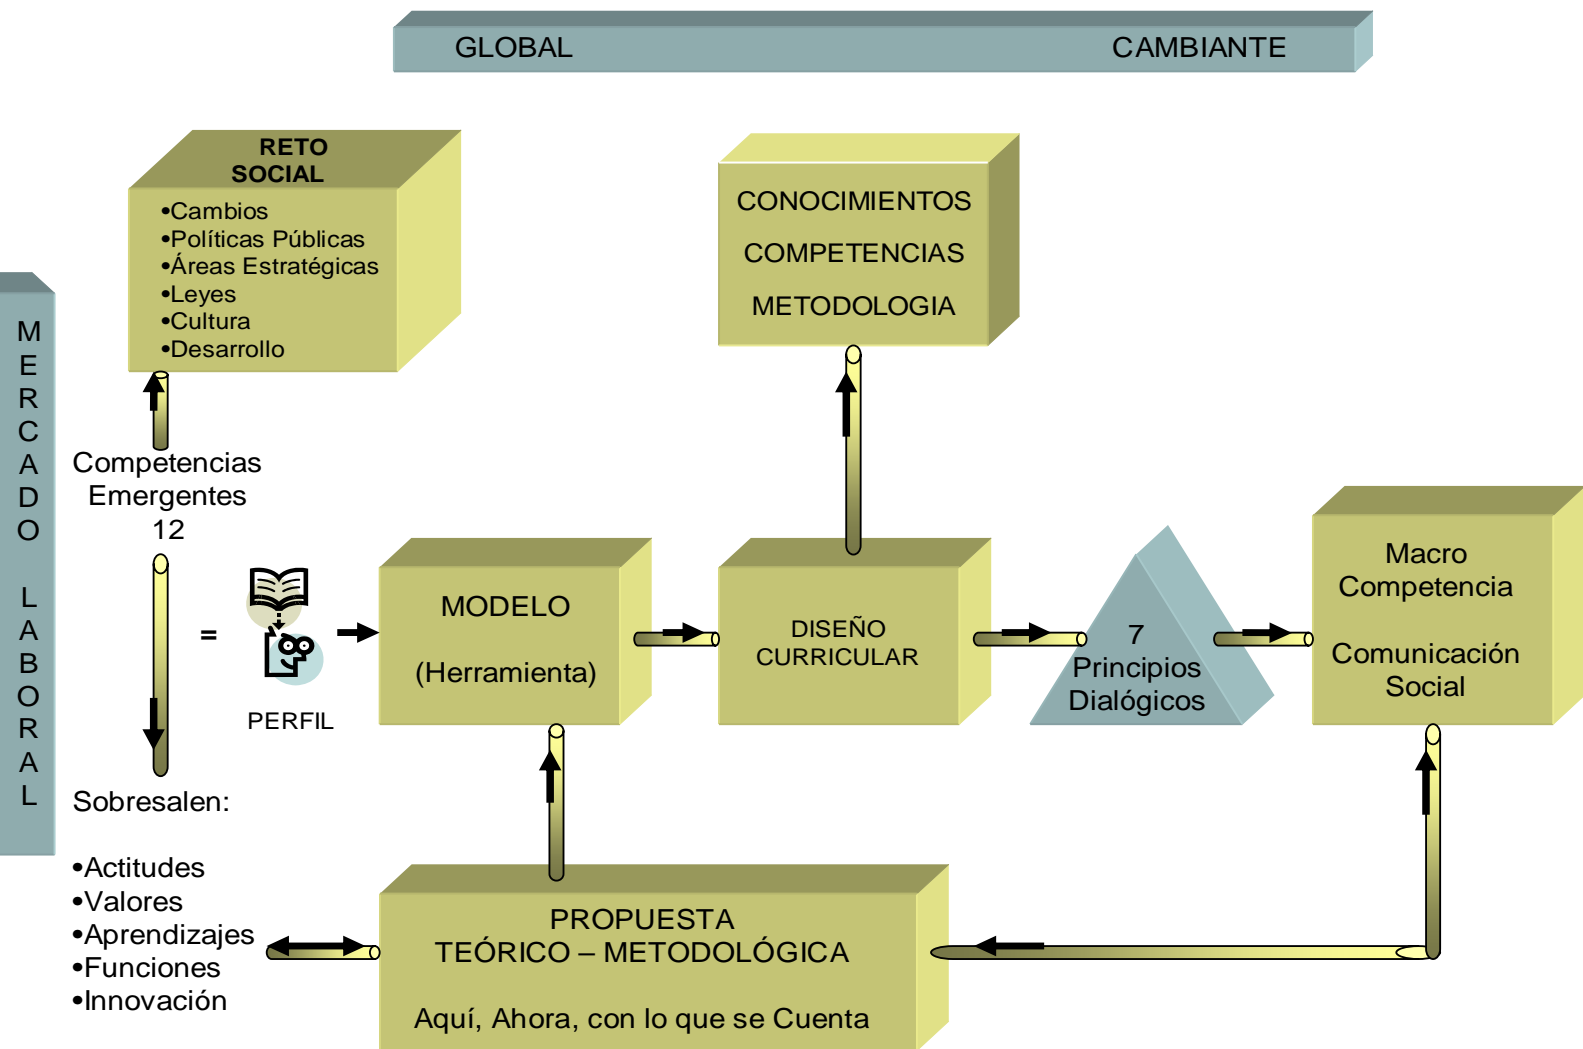 GLOBAL CAMBIANTE
RETO
SOCIAL
•Cambios
•Políticas Públicas
•Áreas Estratégicas
•Leyes
•Cultura
•Desarrollo
CONOCIMIENTOS
COMPETENCIAS
METODOLOGIA
MERCADO LABORAL
Competencias
Emergentes
12
=
PERFIL
MODELO
(Herramienta)
DISEÑO
CURRICULAR
7
Principios
Dialógicos
Macro
Competencia
Comunicación
Social
Sobresalen:
•Actitudes
•Valores
•Aprendizajes
•Funciones
•Innovación
PROPUESTA
TEÓRICO – METODOLÓGICA
Aquí, Ahora, con lo que se Cuenta